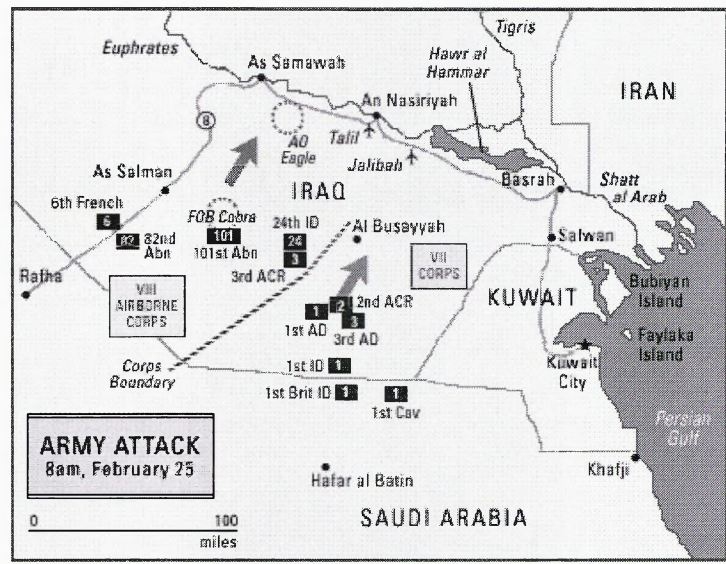 Euphrates
As Samawah
Tigris
Hawr al
Hammar
IRAN
An Nasiriyah
8
AO
Eagle
Talil
Jalibah
As Salman
Basrah
Shatt
al Arab
6th French
6
IRAQ
FOB Cobra
24th ID
Al Busayyah
82
82nd
Abn
101
101st Abn
24
3
3rd ACR
Salwan
Rafha
VIII
AIRBORNE
CORPS
VII
CORPS
KUWAIT
Bubiyan
Island
2
2nd ACR
1
1st AD
3
3rd AD
Faylaka
Island
Corps
Boundary
1st ID
1
Kuwait
City
1st Brit ID
1
1
1st Cav
Persian
Gulf
ARMY ATTACK
8am, February 25
Hafar al Batin
Khafji
SAUDI ARABIA
0 100
miles